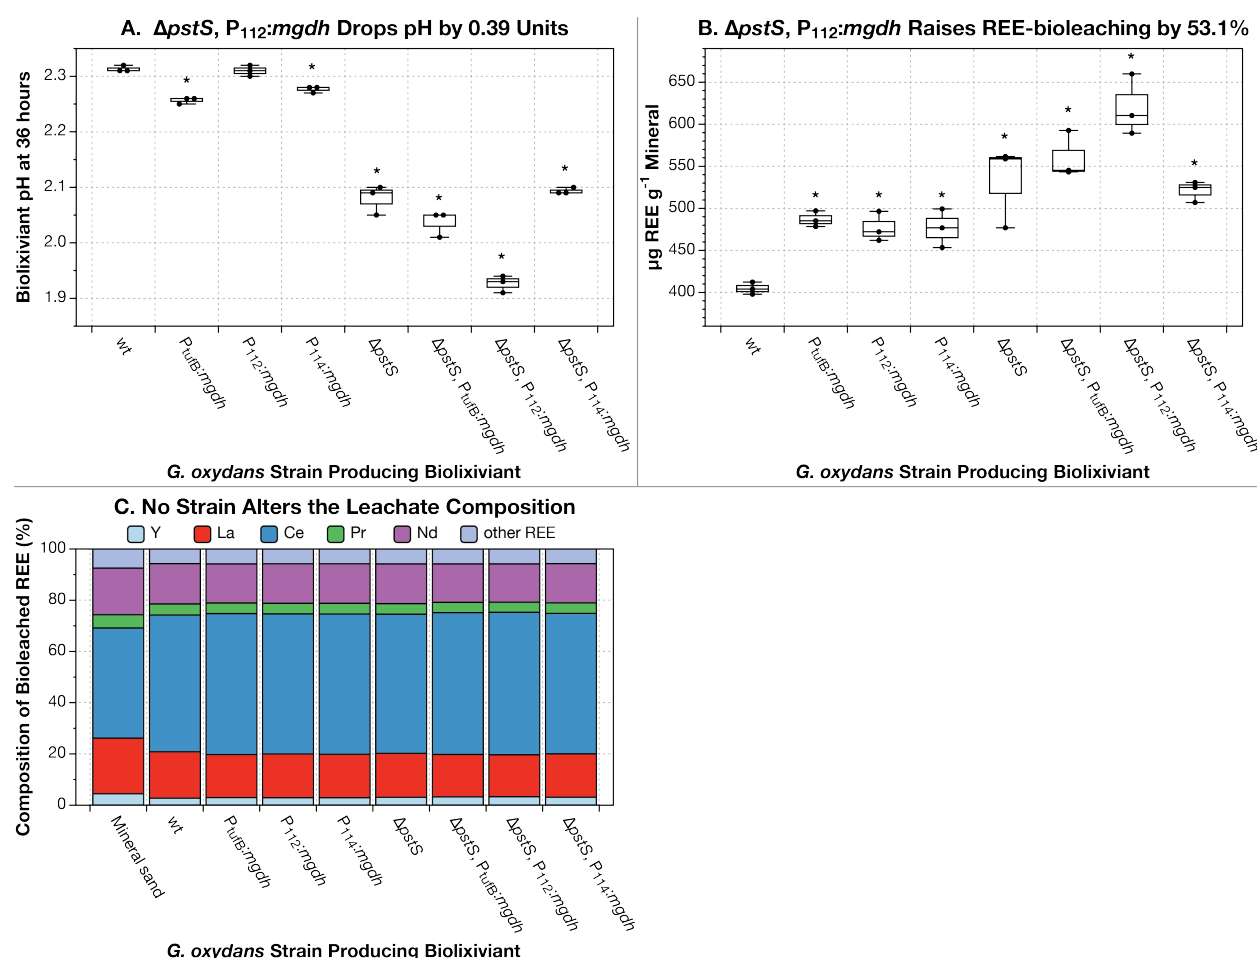 A. ΔpstS, P112:mgdh Drops pH by 0.39 Units
Biolixiviant pH at 36 hours
2.3
2.2
2.1
2.0
1.9
*
*
*
*
*
*
wt
PtufB:mgdh
P112:mgdh
P114:mgdh
ΔpstS
ΔpstS, PtufB:mgdh
ΔpstS, P112:mgdh
ΔpstS, P114:mgdh
G. oxydans Strain Producing Biolixiviant
B. ΔpstS, P112:mgdh Raises REE-bioleaching by 53.1%
µg REE g-1 Mineral
650
600
550
500
450
400
*
*
*
*
*
*
*
wt
PtufB:mgdh
P112:mgdh
P114:mgdh
ΔpstS
ΔpstS, PtufB:mgdh
ΔpstS, P112:mgdh
ΔpstS, P114:mgdh
G. oxydans Strain Producing Biolixiviant
C. No Strain Alters the Leachate Composition
Y La Ce Pr Nd other REE
Composition of Bioleached REE (%)
100
80
60
40
20
0
Mineral sand
wt
PtufB:mgdh
P112:mgdh
P114:mgdh
ΔpstS
ΔpstS, PtufB:mgdh
ΔpstS, P112:mgdh
ΔpstS, P114:mgdh
G. oxydans Strain Producing Biolixiviant